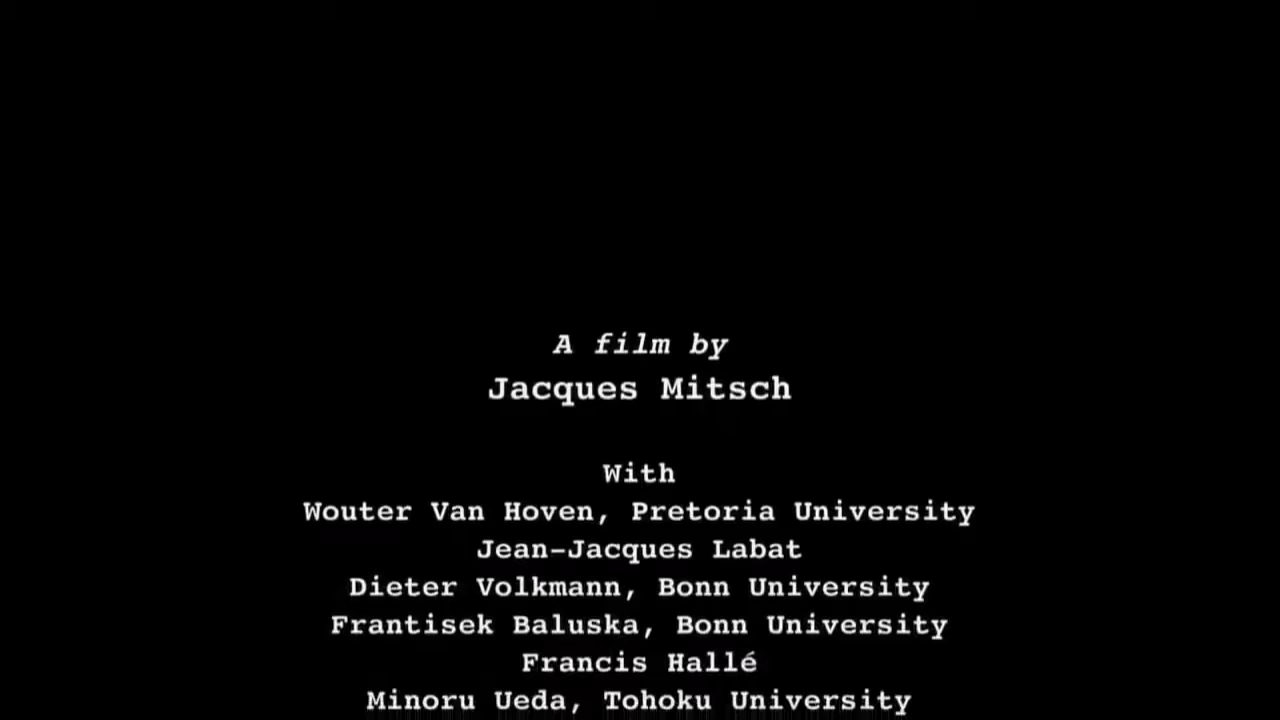 A film by
Jacques Mitsch
With
Wouter Van Hoven, Pretoria University
Jean-Jacques Labat
Dieter Volkmann, Bonn University
Frantisek Baluska, Bonn University
Francis Hallé
Minoru Ueda, Tohoku University